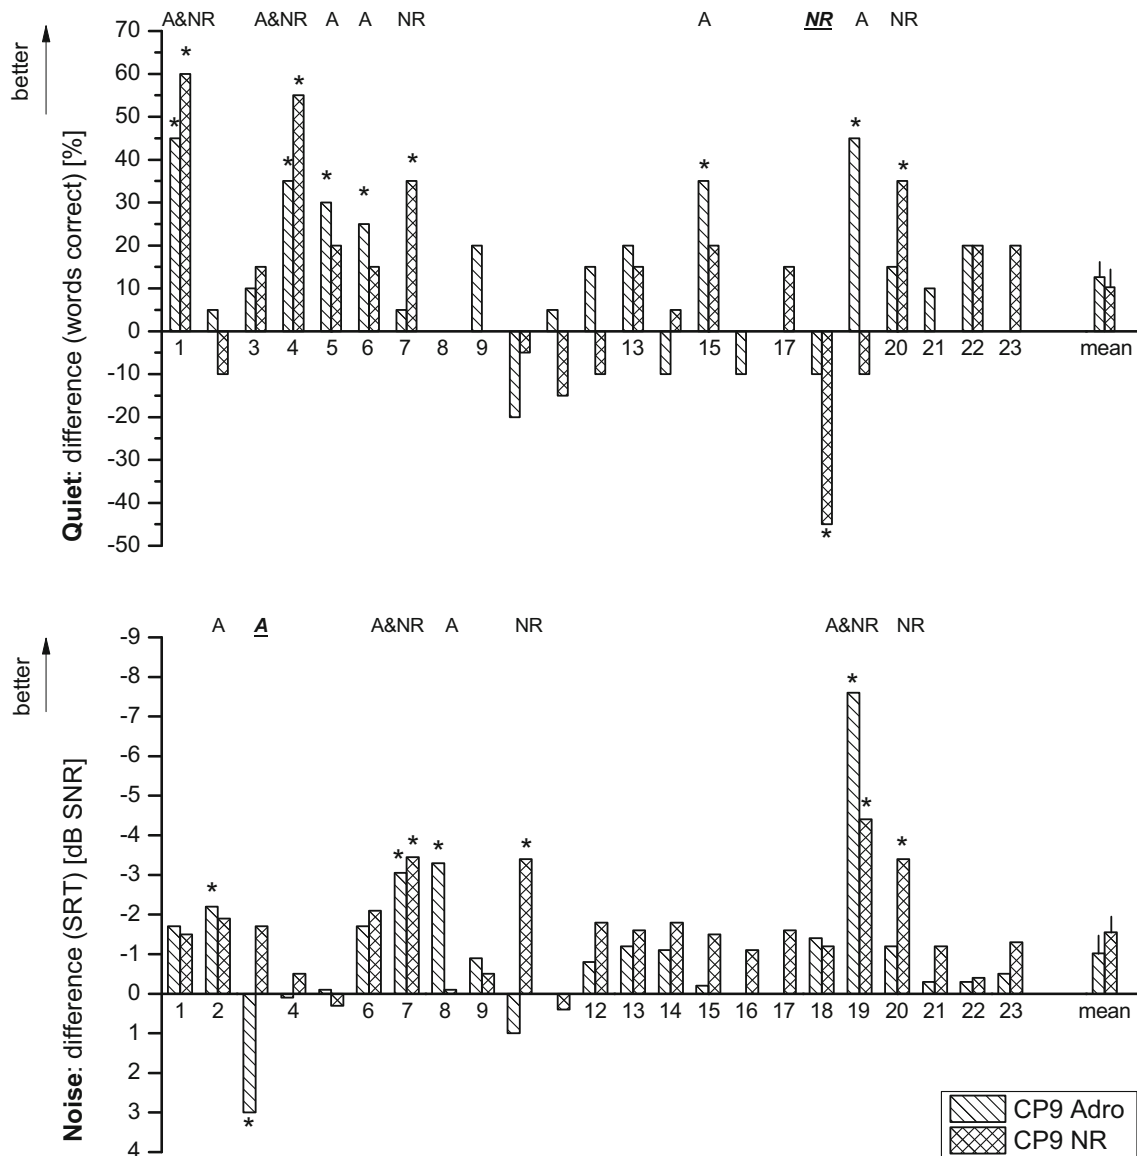 A&NR A&NR A A NR A NR A NR
better
Quiet: difference (words correct) [%]
70
60
50
40
30
20
10
0
-10
-20
-30
-40
-50
* * * * * * * * * * *
*
1 3 4 5 6 7 8 9 13 15 17 20 21 22 23 mean
A A A&NR A NR A&NR NR
better
Noise: difference (SRT) [dB SNR]
-9
-8
-7
-6
-5
-4
-3
-2
-1
0
1
2
3
4
* * * * * * * *
*
1 2 4 6 7 8 9 12 13 14 15 16 17 18 19 20 21 22 23 mean
CP9 Adro
CP9 NR